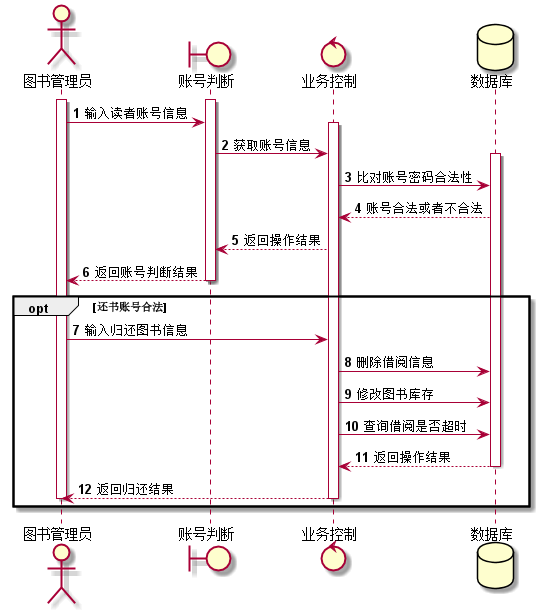 图书管理员 账号判断 业务控制 数据库
1 输入读者账号信息
2 获取账号信息
3 比对账号密码合法性
4 账号合法或者不合法
5 返回操作结果
6 返回账号判断结果
opt [还书账号合法]
7 输入归还图书信息
8 删除借阅信息
9 修改图书库存
10 查询借阅是否超时
11 返回操作结果
12 返回归还结果
图书管理员 账号判断 业务控制 数据库